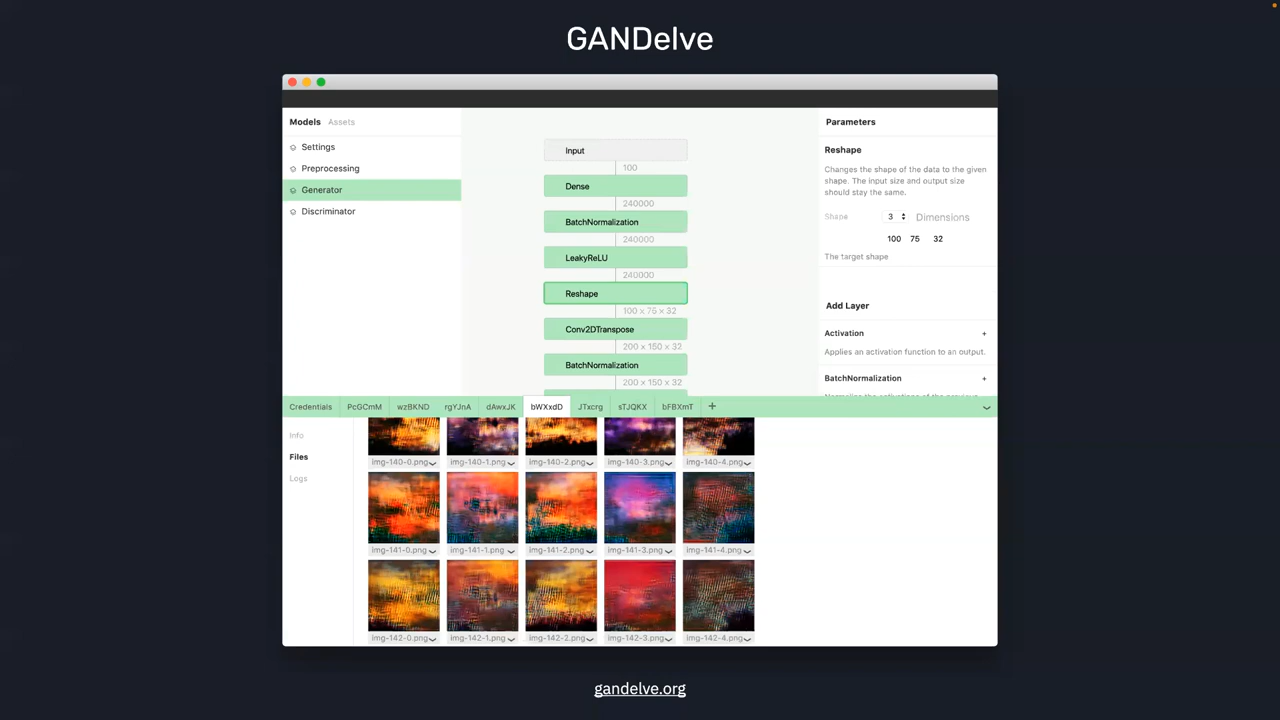 GANDelve
Models Assets
Settings
Preprocessing
Generator
Discriminator
Input
100
Dense
240000
BatchNormalization
240000
LeakyReLU
240000
Reshape
100 x 75 x 32
Conv2DTranspose
200 x 150 x 32
BatchNormalization
200 x 150 x 32
Parameters
Reshape
Changes the shape of the data to the given
shape. The input size and output size
should stay the same.
Shape 3 Dimensions
100 75 32
The target shape
Add Layer
Activation +
Applies an activation function to an output.
BatchNormalization +
Normalize the activations of the previous
Credentials PcGCmM wzBKND rgYJnA dAwxJK bWXxdD JTxcrg sTJQKX bFBXmT +
Info
Files
Logs
img-140-0.png img-140-1.png img-140-2.png img-140-3.png img-140-4.png
img-141-0.png img-141-1.png img-141-2.png img-141-3.png img-141-4.png
img-142-0.png img-142-1.png img-142-2.png img-142-3.png img-142-4.png
gandelve.org